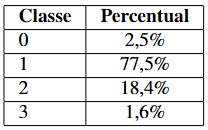 Classe Percentual
0 2,5%
1 77,5%
2 18,4%
3 1,6%